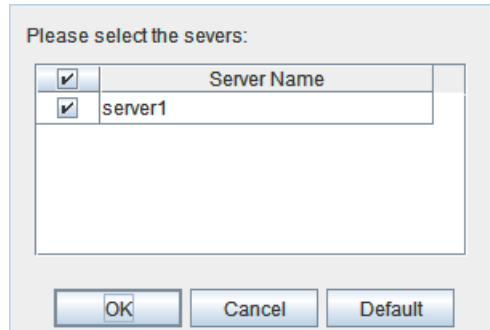 Please select the severs:
Server Name
server1
OK Cancel Default